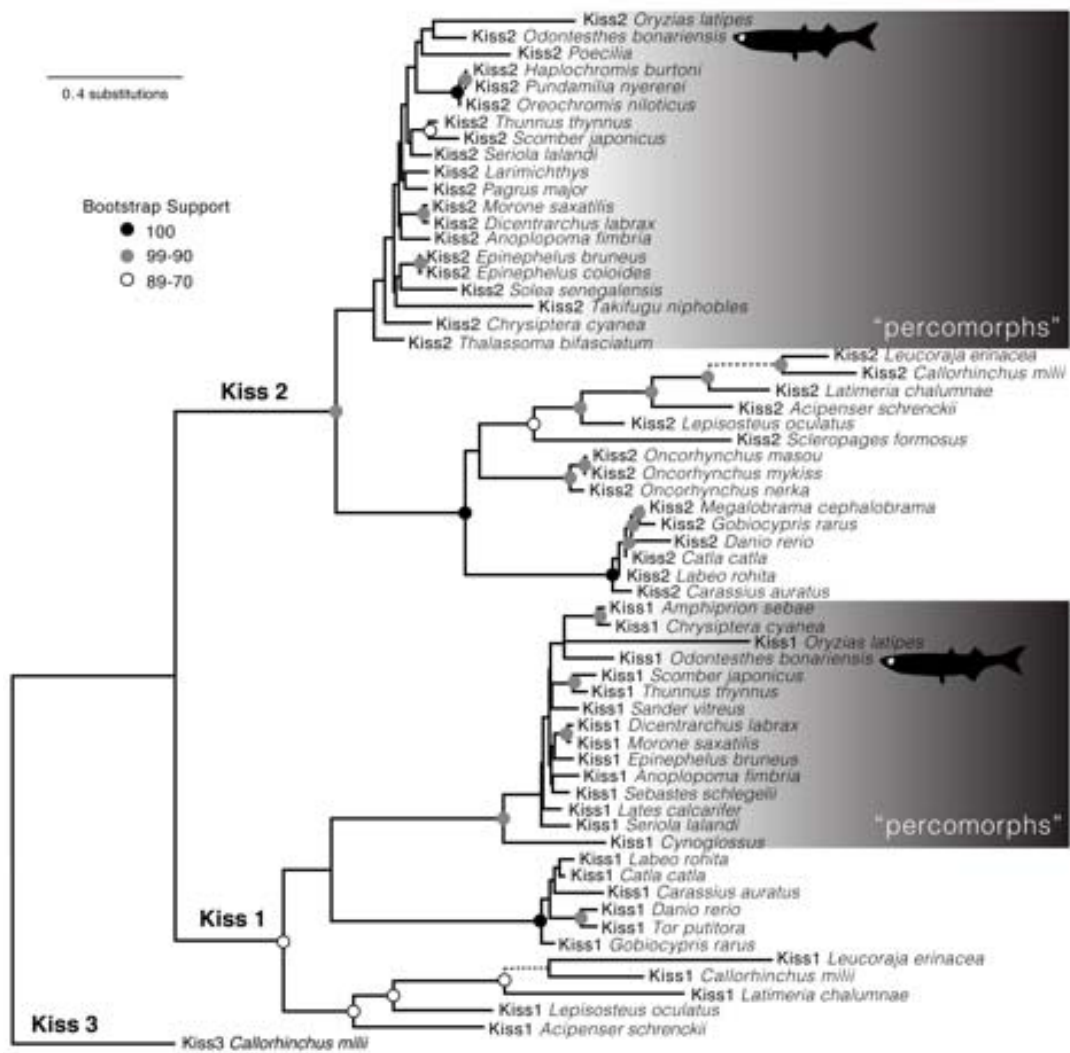 Kiss2 Oryzias latipes
Kiss2 Odontesthes bonariensis
Kiss2 Poecilia
Kiss2 Haplochromis burtoni
Kiss2 Pundamilia nyererei
Kiss2 Oreochromis niloticus
Kiss2 Thunnus thynnus
Kiss2 Scomber japonicus
Kiss2 Seriola lalandi
Kiss2 Larimichthys
Kiss2 Pagrus major
Kiss2 Morone saxatilis
Kiss2 Dicentrarchus labrax
Kiss2 Anoplopoma fimbria
Kiss2 Epinephelus bruneus
Kiss2 Epinephelus coioides
Kiss2 Solea senegalensis
Kiss2 Takifugu niphobles
Kiss2 Chrysiptera cyanea
Kiss2 Thalassoma bifasciatum
"percomorphs"
0.4 substitutions
Bootstrap Support
100
99-90
89-70
Kiss 2
Kiss2 Leucoraja erinacea
Kiss2 Callorhinchus milii
Kiss2 Latimeria chalumnae
Kiss2 Acipenser schrenckii
Kiss2 Lepisosteus oculatus
Kiss2 Scleropages formosus
Kiss2 Oncorhynchus masou
Kiss2 Oncorhynchus mykiss
Kiss2 Oncorhynchus nerka
Kiss2 Megalobrama cephalobrama
Kiss2 Gobiocypris rarus
Kiss2 Danio rerio
Kiss2 Catla catla
Kiss2 Labeo rohita
Kiss2 Carassius auratus
Kiss1 Amphiprion sebae
Kiss1 Chrysiptera cyanea
Kiss1 Oryzias latipes
Kiss1 Odontesthes bonariensis
Kiss1 Scomber japonicus
Kiss1 Thunnus thynnus
Kiss1 Sander vitreus
Kiss1 Dicentrarchus labrax
Kiss1 Morone saxatilis
Kiss1 Epinephelus bruneus
Kiss1 Anoplopoma fimbria
Kiss1 Sebastes schlegelii
Kiss1 Lates calcarifer
Kiss1 Seriola lalandi
Kiss1 Cynoglossus
"percomorphs"
Kiss1 Labeo rohita
Kiss1 Catla catla
Kiss1 Carassius auratus
Kiss1 Danio rerio
Kiss1 Tor putitora
Kiss1 Gobiocypris rarus
Kiss 1
Kiss1 Leucoraja erinacea
Kiss1 Callorhinchus milii
Kiss1 Latimeria chalumnae
Kiss1 Lepisosteus oculatus
Kiss1 Acipenser schrenckii
Kiss 3
Kiss3 Callorhinchus milii